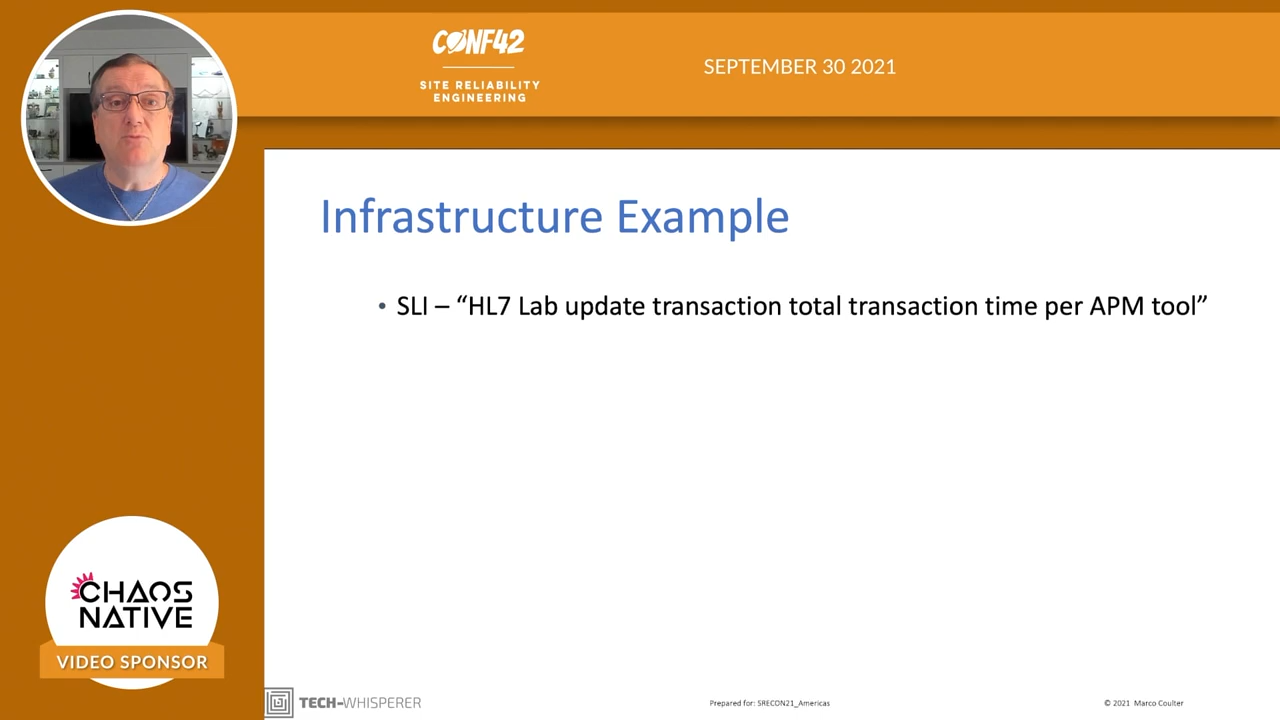 CONF42
SITE RELIABILITY
ENGINEERING
SEPTEMBER 30 2021
Infrastructure Example
• SLI – “HL7 Lab update transaction total transaction time per APM tool”
CHAOS
NATIVE
VIDEO SPONSOR
TECH-WHISPERER
Prepared for: SRECON21_Americas
© 2021 Marco Coulter